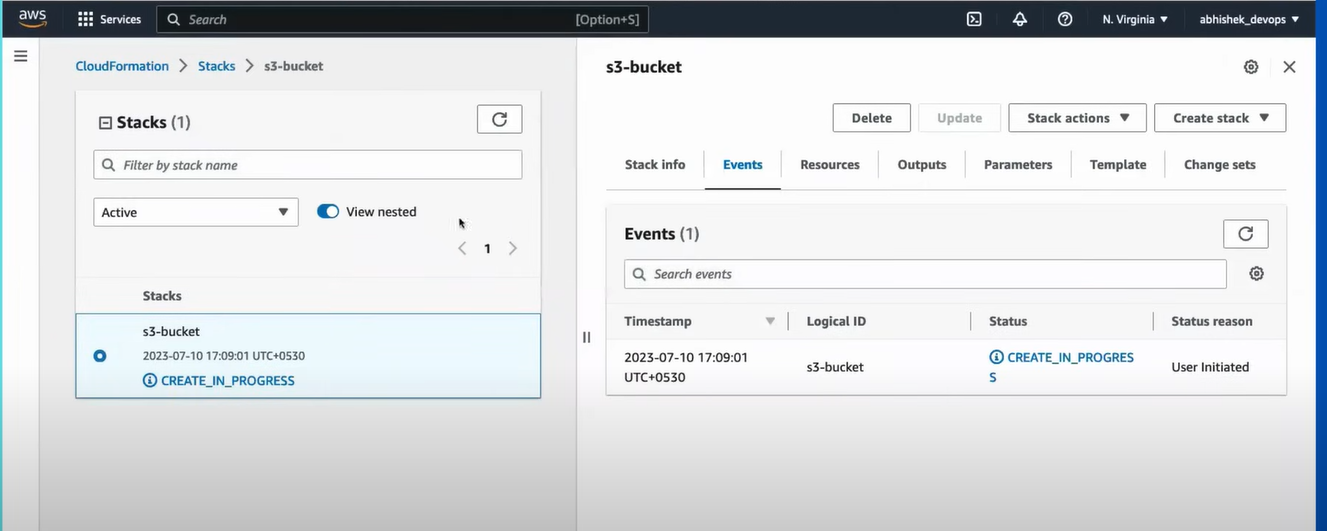 aws
Services
Search
[Option+S]
N. Virginia
abhishek_devops
CloudFormation
Stacks
s3-bucket
Stacks (1)
Filter by stack name
Active
View nested
1
Stacks
s3-bucket
2023-07-10 17:09:01 UTC+0530
CREATE_IN_PROGRESS
s3-bucket
Delete
Update
Stack actions
Create stack
Stack info
Events
Resources
Outputs
Parameters
Template
Change sets
Events (1)
Search events
Timestamp
Logical ID
Status
Status reason
2023-07-10 17:09:01
UTC+0530
s3-bucket
CREATE_IN_PROGRES
S
User Initiated